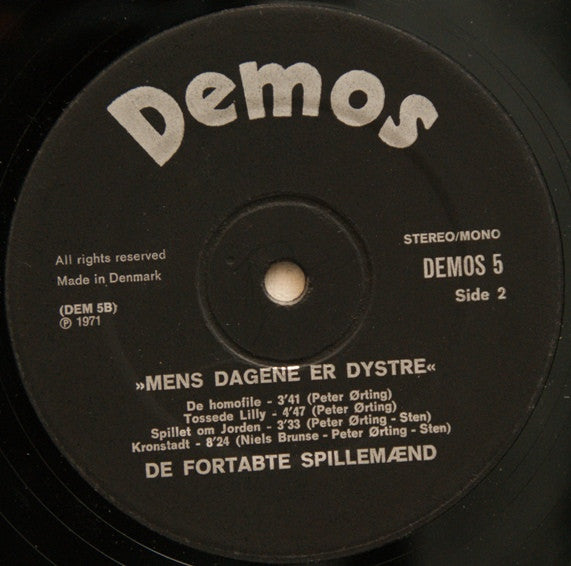 Demos
All rights reserved
Made in Denmark
(DEM 5B)
℗ 1971
STEREO/MONO
DEMOS 5
Side 2
»MENS DAGENE ER DYSTRE«
De homofile - 3'41 (Peter Ørting)
Tossede Lilly - 4'47 (Peter Ørting)
Spillet om Jorden - 3'33 (Peter Ørting - Sten)
Kronstadt - 8'24 (Niels Brunse - Peter Ørting - Sten)
DE FORTABTE SPILLEMÆND